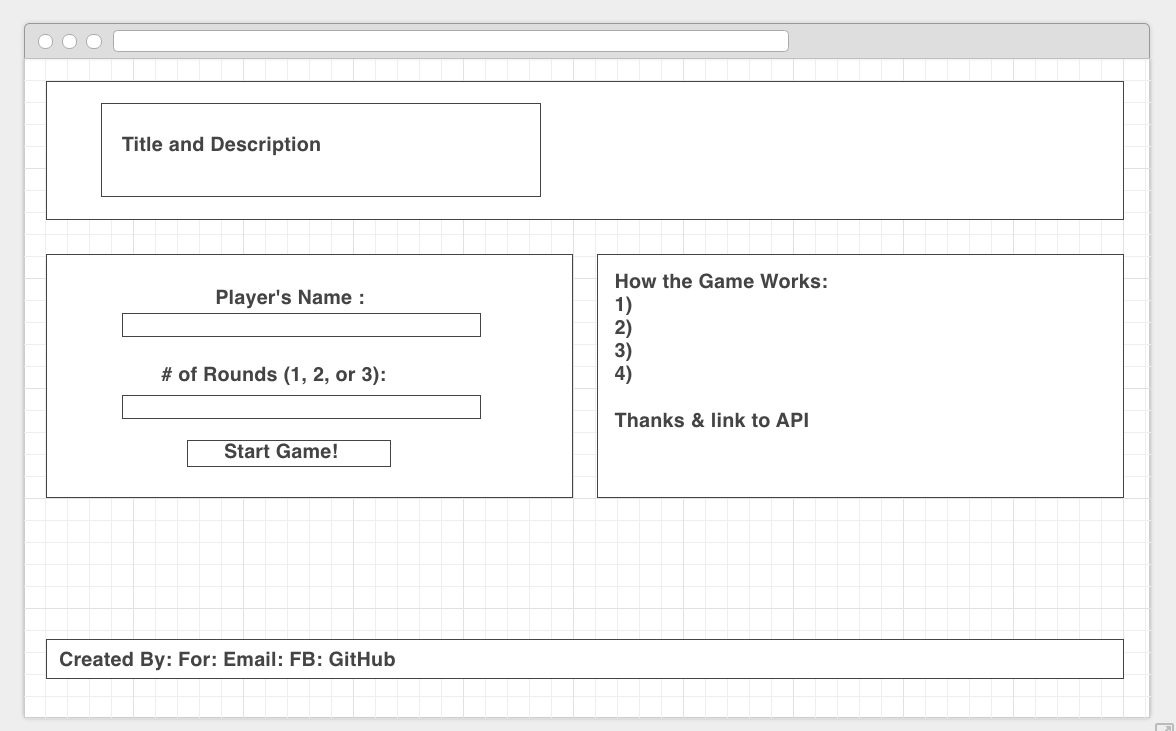 Title and Description
Player's Name :
# of Rounds (1, 2, or 3):
Start Game!
How the Game Works:
1)
2)
3)
4)
Thanks & link to API
Created By: For: Email: FB: GitHub